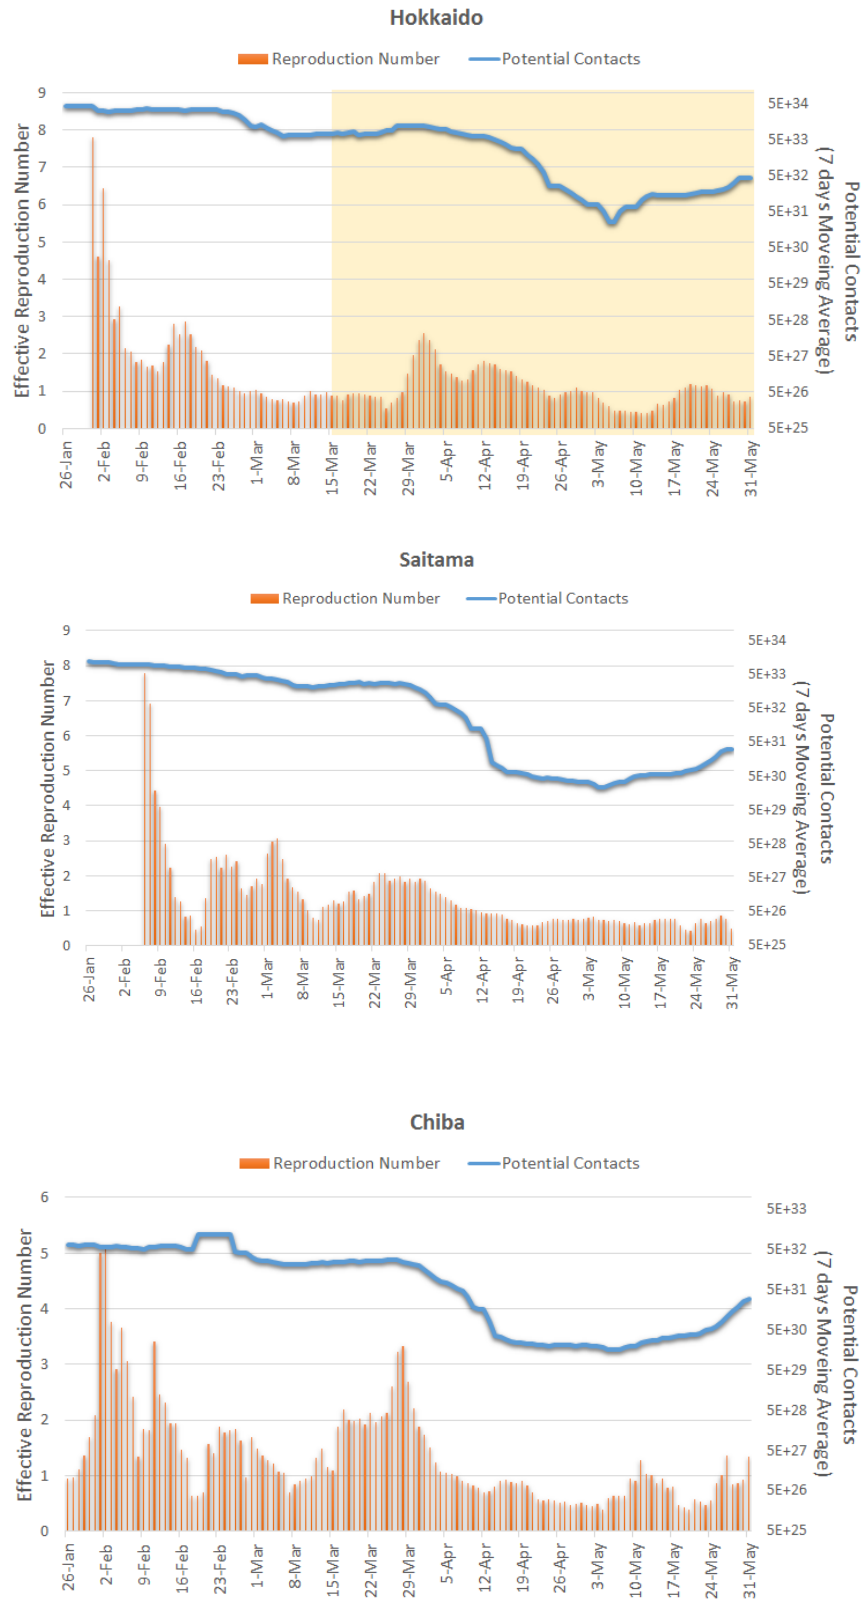 Hokkaido
Reproduction Number Potential Contacts
Effective Reproduction Number
9
8
7
6
5
4
3
2
1
0
5E+34
5E+33
5E+32
5E+31
5E+30
5E+29
5E+28
5E+27
5E+26
5E+25
Potential Contacts
(7 days Moveing Average)
26-Jan 2-Feb 9-Feb 16-Feb 23-Feb 1-Mar 8-Mar 15-Mar 22-Mar 29-Mar 5-Apr 12-Apr 19-Apr 26-Apr 3-May 10-May 17-May 24-May 31-May
Saitama
Reproduction Number Potential Contacts
Effective Reproduction Number
9
8
7
6
5
4
3
2
1
0
5E+34
5E+33
5E+32
5E+31
5E+30
5E+29
5E+28
5E+27
5E+26
5E+25
Potential Contacts
(7 days Moveing Average)
26-Jan 2-Feb 9-Feb 16-Feb 23-Feb 1-Mar 8-Mar 15-Mar 22-Mar 29-Mar 5-Apr 12-Apr 19-Apr 26-Apr 3-May 10-May 17-May 24-May 31-May
Chiba
Reproduction Number Potential Contacts
Effective Reproduction Number
6
5
4
3
2
1
0
5E+33
5E+32
5E+31
5E+30
5E+29
5E+28
5E+27
5E+26
5E+25
Potential Contacts
(7 days Moveing Average)
26-Jan 2-Feb 9-Feb 16-Feb 23-Feb 1-Mar 8-Mar 15-Mar 22-Mar 29-Mar 5-Apr 12-Apr 19-Apr 26-Apr 3-May 10-May 17-May 24-May 31-May